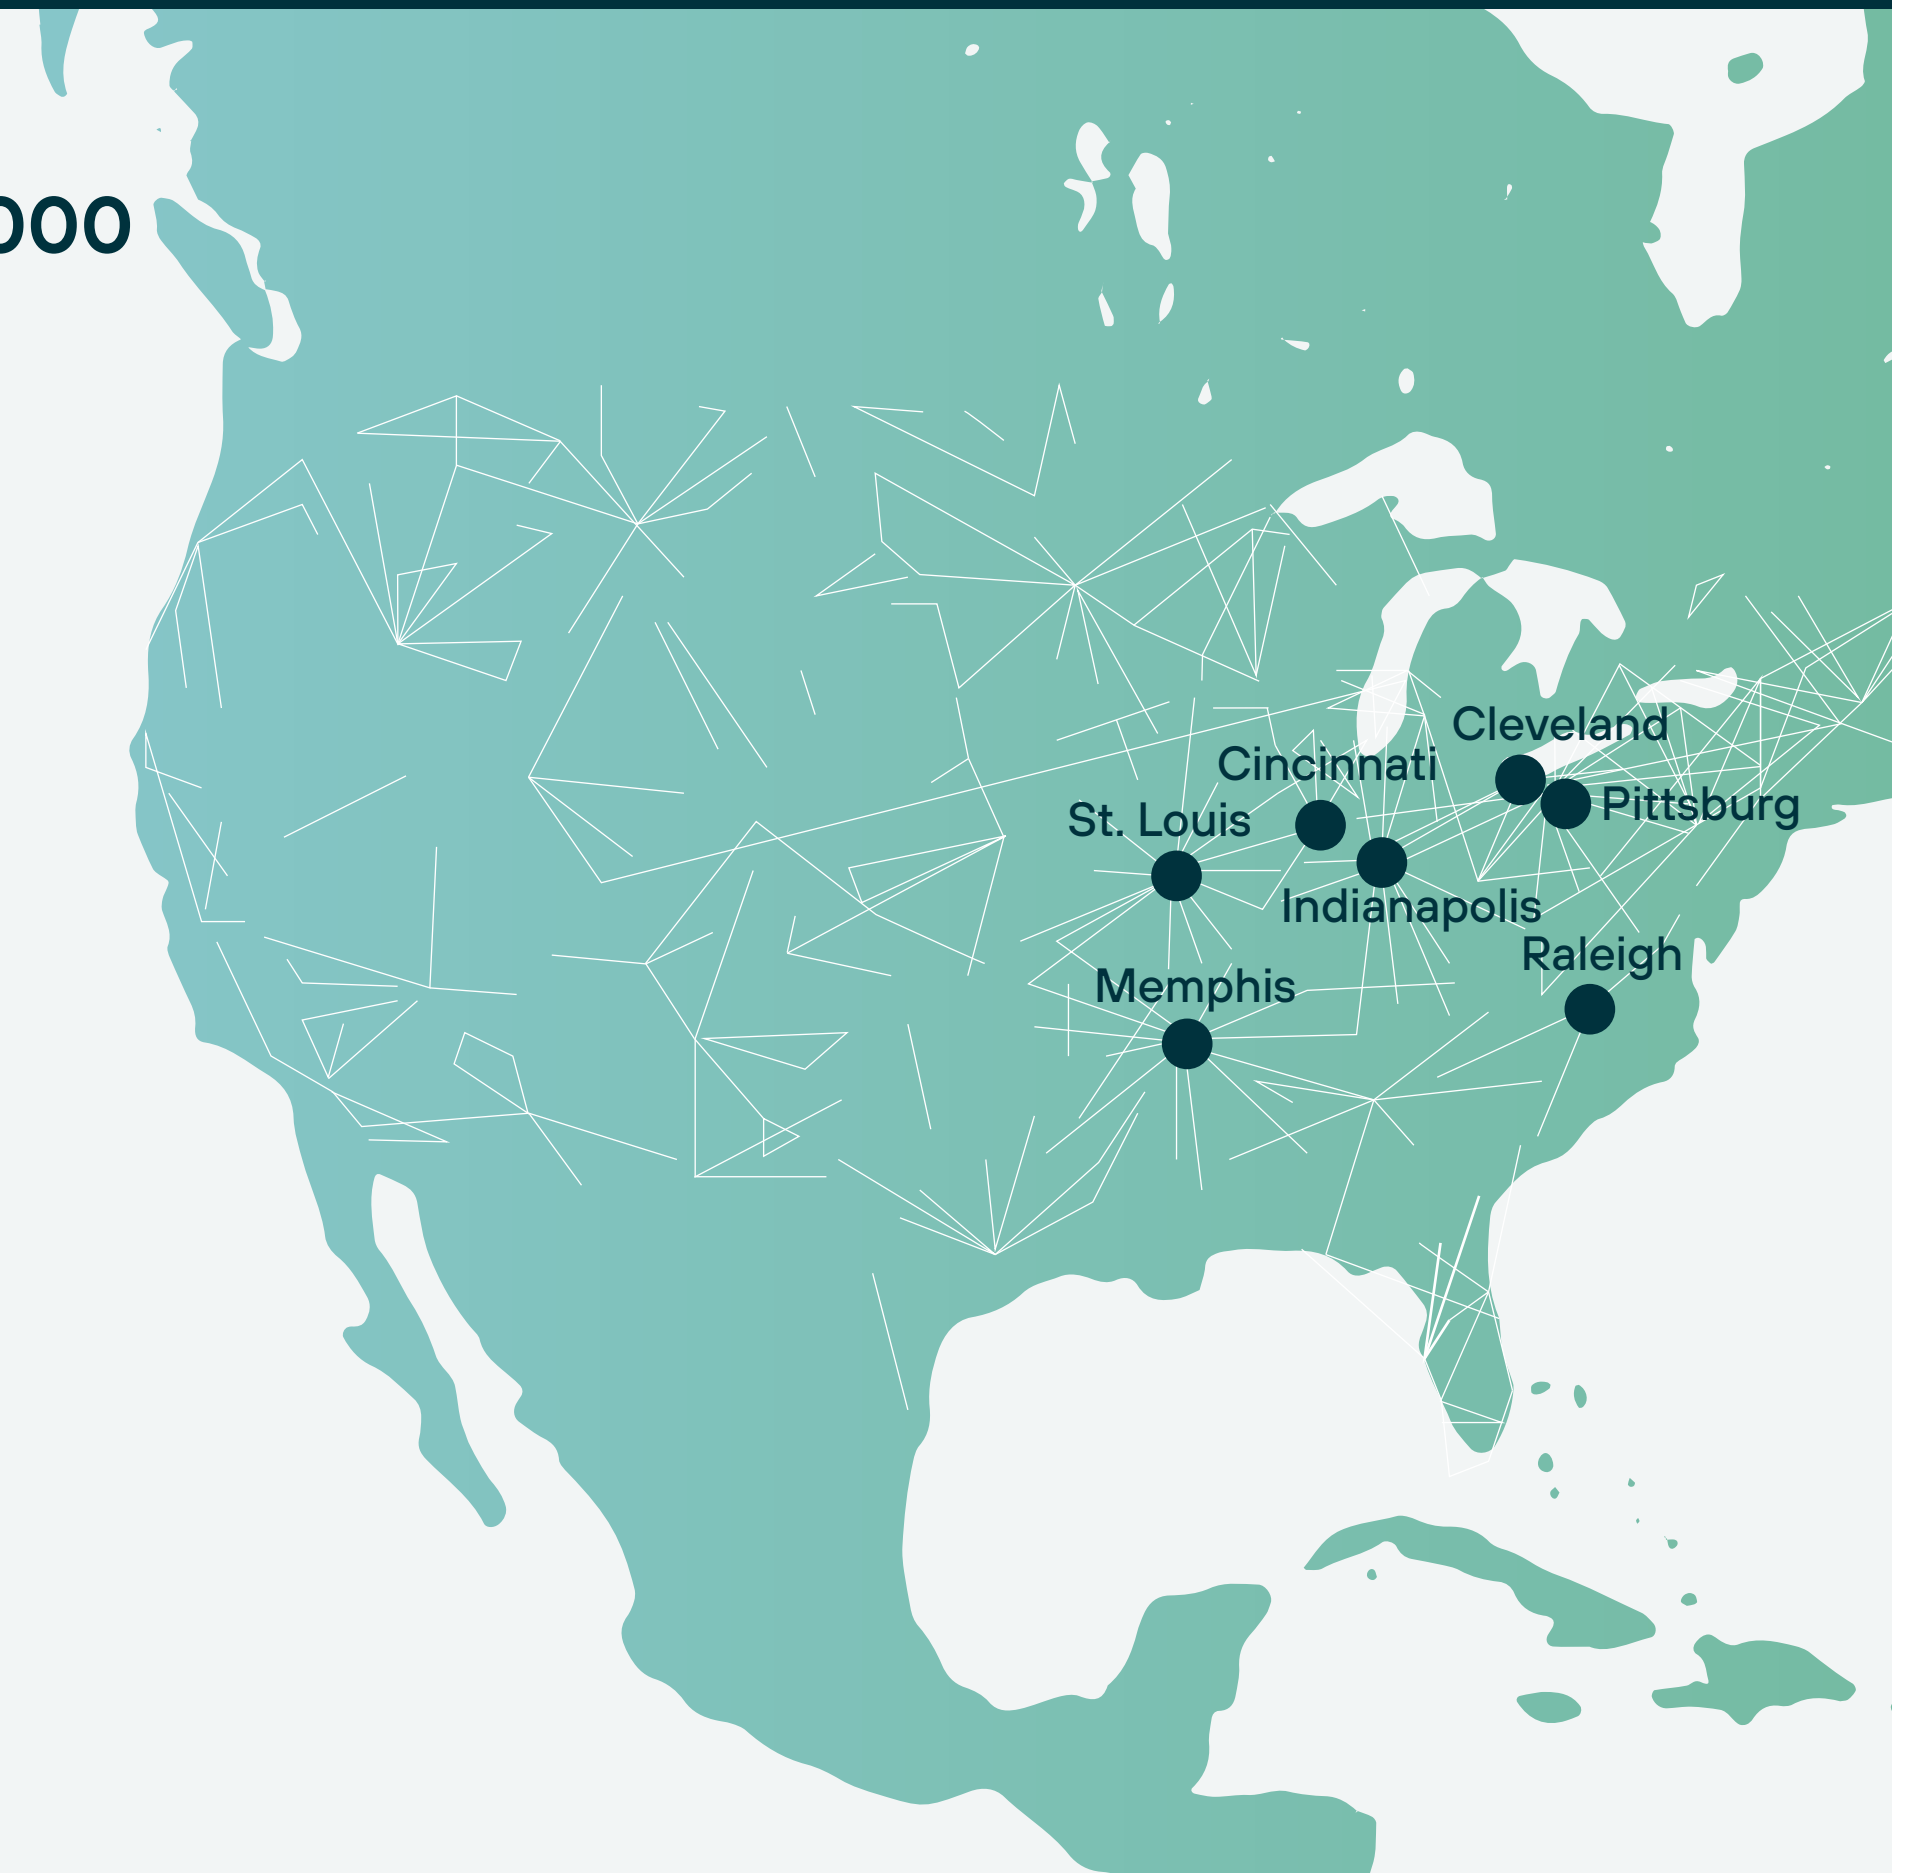 000
Cleveland
Cincinnati
Pittsburg
St. Louis
Indianapolis
Raleigh
Memphis